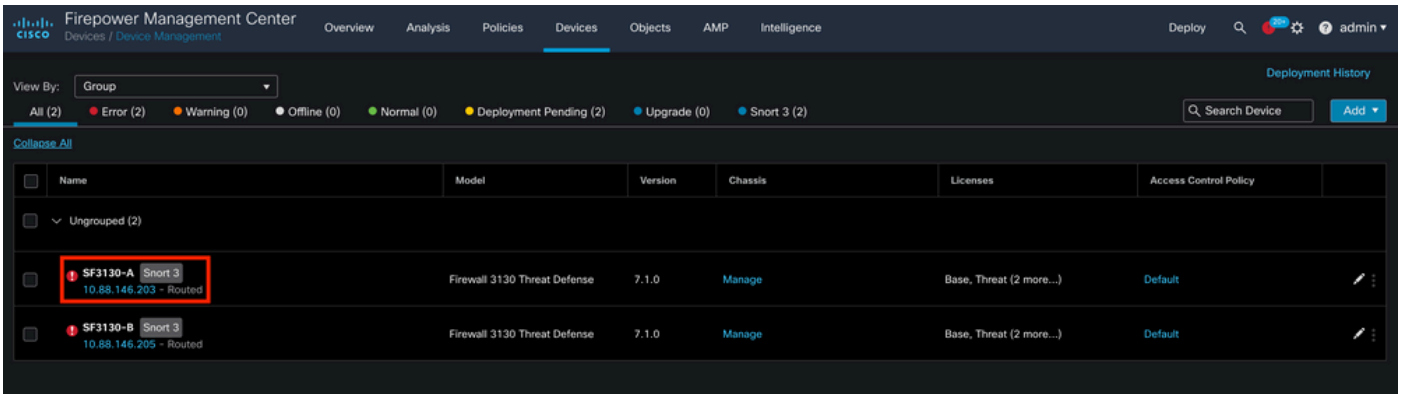 Firepower Management Center
CISCO Devices / Device Management Overview Analysis Policies Devices Objects AMP Intelligence Deploy 20+ admin
Deployment History
View By: Group
All (2) Error (2) Warning (0) Offline (0) Normal (0) Deployment Pending (2) Upgrade (0) Snort 3 (2) Search Device Add
Collapse All
Name Model Version Chassis Licenses Access Control Policy
Ungrouped (2)
SF3130-A Snort 3
10.88.146.203 - Routed
Firewall 3130 Threat Defense 7.1.0 Manage Base, Threat (2 more...) Default
SF3130-B Snort 3
10.88.146.205 - Routed
Firewall 3130 Threat Defense 7.1.0 Manage Base, Threat (2 more...) Default